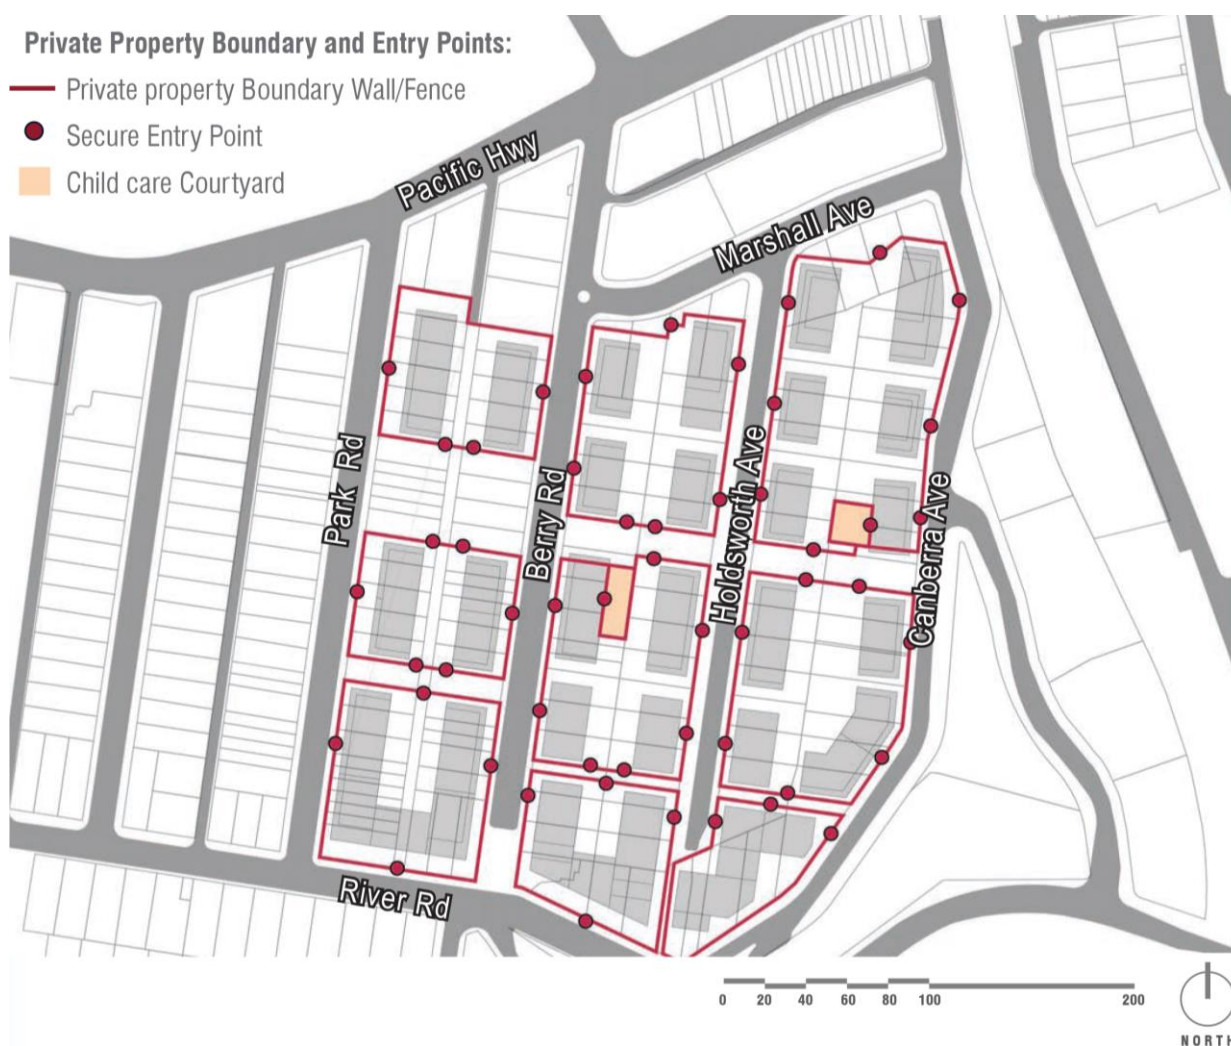 Private Property Boundary and Entry Points:
Private property Boundary Wall/Fence
Secure Entry Point
Child care Courtyard
Pacific Hwy
Marshall Ave
Park Rd
Berry Rd
Holdsworth Ave
Canberra Ave
River Rd
0 20 40 60 80 100 200
NORTH